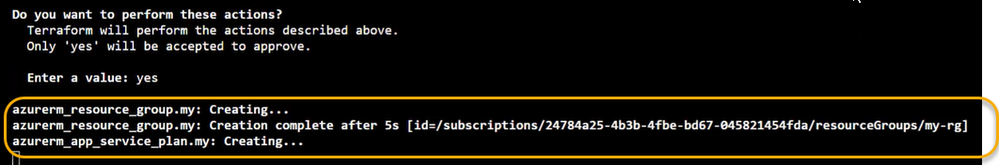 Do you want to perform these actions?
Terraform will perform the actions described above.
Only 'yes' will be accepted to approve.
Enter a value: yes
azurerm_resource_group.my: Creating...
azurerm_resource_group.my: Creation complete after 5s [id=/subscriptions/24784a25-4b3b-4fbe-bd67-045821454fda/resourceGroups/my-rg]
azurerm_app_service_plan.my: Creating...